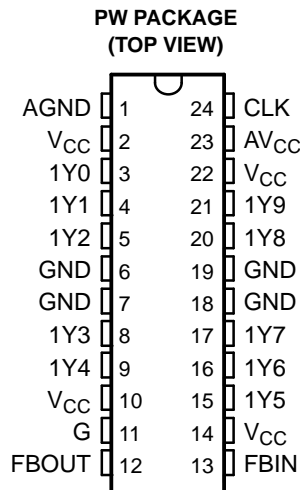 PW PACKAGE
(TOP VIEW)
AGND 1 24 CLK
VCC 2 23 AVCC
1Y0 3 22 VCC
1Y1 4 21 1Y9
1Y2 5 20 1Y8
GND 6 19 GND
GND 7 18 GND
1Y3 8 17 1Y7
1Y4 9 16 1Y6
VCC 10 15 1Y5
G 11 14 VCC
FBOUT 12 13 FBIN